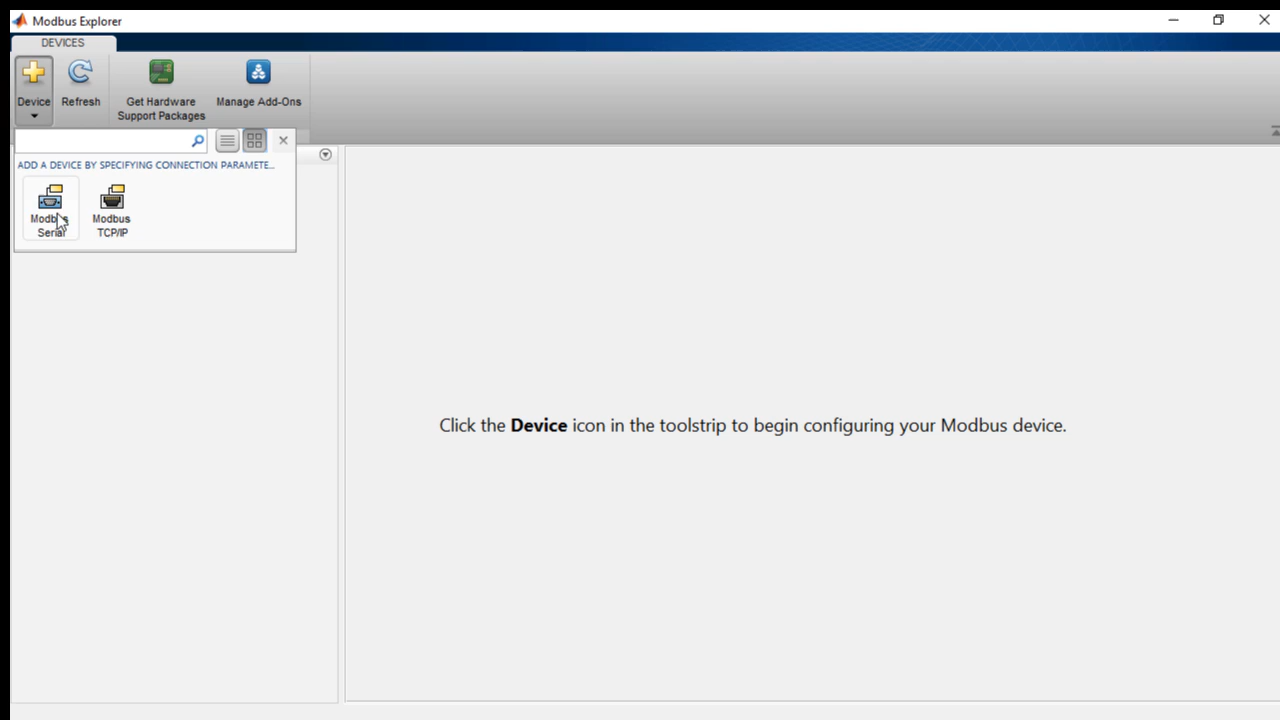 Modbus Explorer
DEVICES
Device
Refresh
Get Hardware
Support Packages
Manage Add-Ons
ADD A DEVICE BY SPECIFYING CONNECTION PARAMETE...
Modbus
Serial
Modbus
TCP/IP
Click the Device icon in the toolstrip to begin configuring your Modbus device.